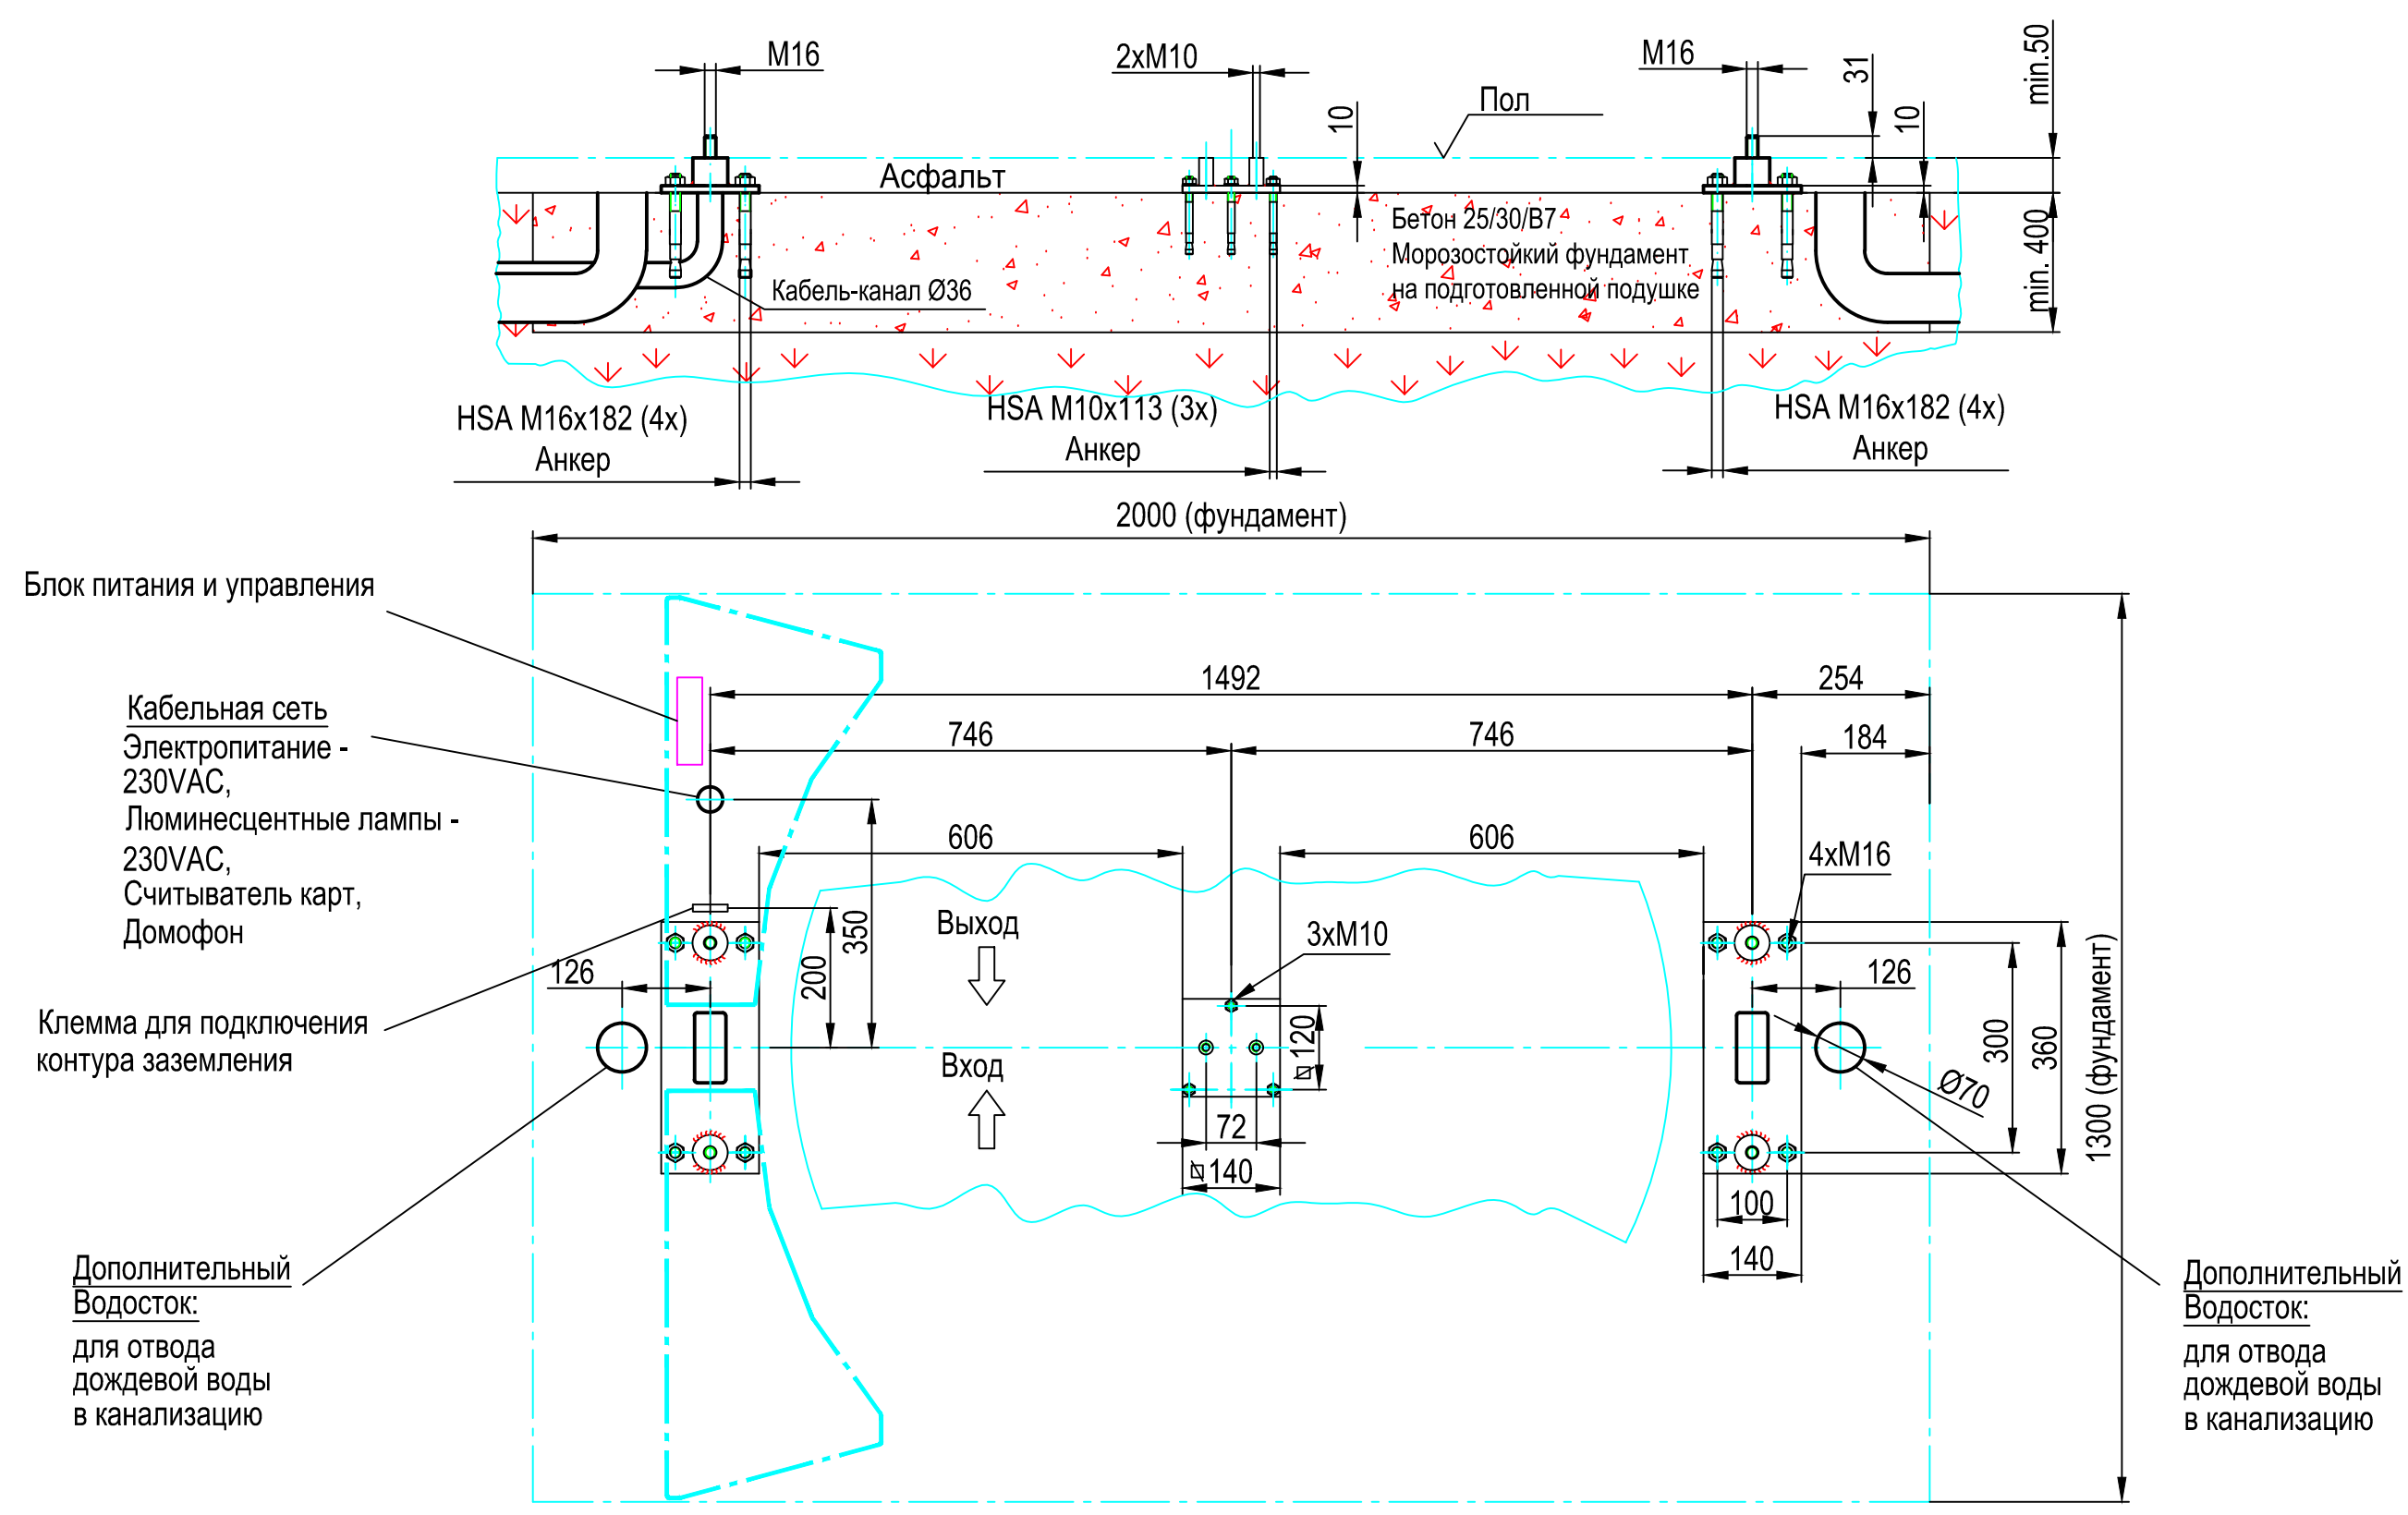 M16
2xM10
M16
31
min.50
10
10
Пол
Асфальт
Бетон 25/30/B7
Морозостойкий фундамент
на подготовленной подушке
min. 400
Кабель-канал Ø36
HSA M16x182 (4x)
Анкер
HSA M10x113 (3x)
Анкер
HSA M16x182 (4x)
Анкер
2000 (фундамент)
Блок питания и управления
1492
254
Кабельная сеть
Электропитание -
230VAC,
Люминесцентные лампы -
230VAC,
Считыватель карт,
Домофон
746
746
184
606
606
4xM16
350
200
Выход
3xM10
126
126
Клемма для подключения
контура заземления
Вход
120
72
140
300
360
1300 (фундамент)
Ø70
100
140
Дополнительный
Водосток:
для отвода
дождевой воды
в канализацию
Дополнительный
Водосток:
для отвода
дождевой воды
в канализацию